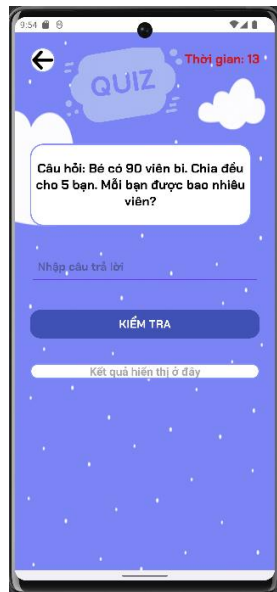 9:54
Thời gian: 13
QUIZ
Câu hỏi: Bé có 90 viên bi. Chia đều
cho 5 bạn. Mỗi bạn được bao nhiêu
viên?
Nhập câu trả lời
KIỂM TRA
Kết quả hiển thị ở đây